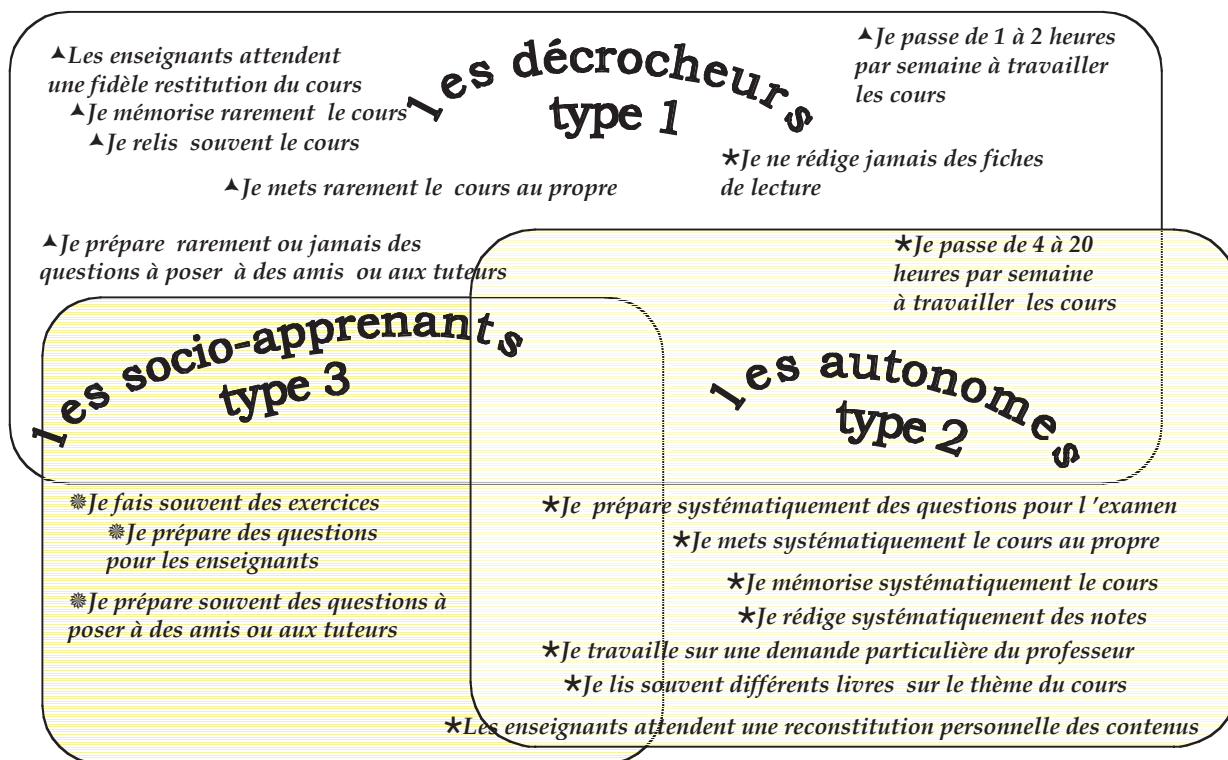 ▲Les enseignants attendent
une fidèle restitution du cours
▲Je mémorise rarement le cours
▲Je relis souvent le cours
les décrocheurs
type 1
▲Je passe de 1 à 2 heures
par semaine à travailler
les cours
★Je ne rédige jamais des fiches
de lecture
▲Je mets rarement le cours au propre
▲Je prépare rarement ou jamais des
questions à poser à des amis ou aux tuteurs
★Je passe de 4 à 20
heures par semaine
à travailler les cours
les socio-apprenants
type 3
les autonomes
type 2
✺Je fais souvent des exercices
✺Je prépare des questions
pour les enseignants
✺Je prépare souvent des questions à
poser à des amis ou aux tuteurs
★Je prépare systématiquement des questions pour l ’examen
★Je mets systématiquement le cours au propre
★Je mémorise systématiquement le cours
★Je rédige systématiquement des notes
★Je travaille sur une demande particulière du professeur
★Je lis souvent différents livres sur le thème du cours
★Les enseignants attendent une reconstitution personnelle des contenus